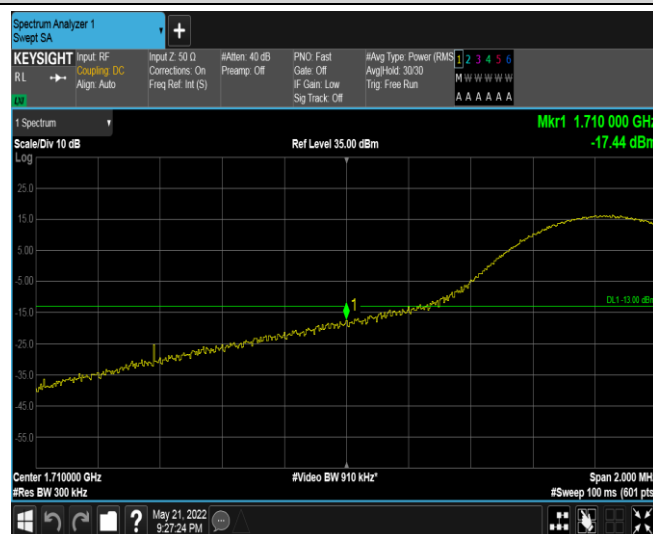 Spectrum Analyzer 1
Swept SA
+
KEYSIGHT
RL
Input: RF
Coupling: DC
Align: Auto
Input Z: 50 Ω
Corrections: On
Freq Ref: Int (S)
#Atten: 40 dB
Preamp: Off
PNO: Fast
Gate: Off
IF Gain: Low
Sig Track: Off
#Avg Type: Power (RMS
Avg|Hold: 30/30
Trig: Free Run
1 2 3 4 5 6
M W W W W W
A A A A A A
1 Spectrum
Mkr1 1.710 000 GHz
Scale/Div 10 dB
Ref Level 35.00 dBm
-17.44 dBm
Log
25.0
15.0
5.00
-5.00
1
DL1 -13.00 dBm
-15.0
-25.0
-35.0
-45.0
-55.0
Center 1.710000 GHz
#Video BW 910 kHz*
Span 2.000 MHz
#Res BW 300 kHz
#Sweep 100 ms (601 pts
?
May 21, 2022
9:27:24 PM